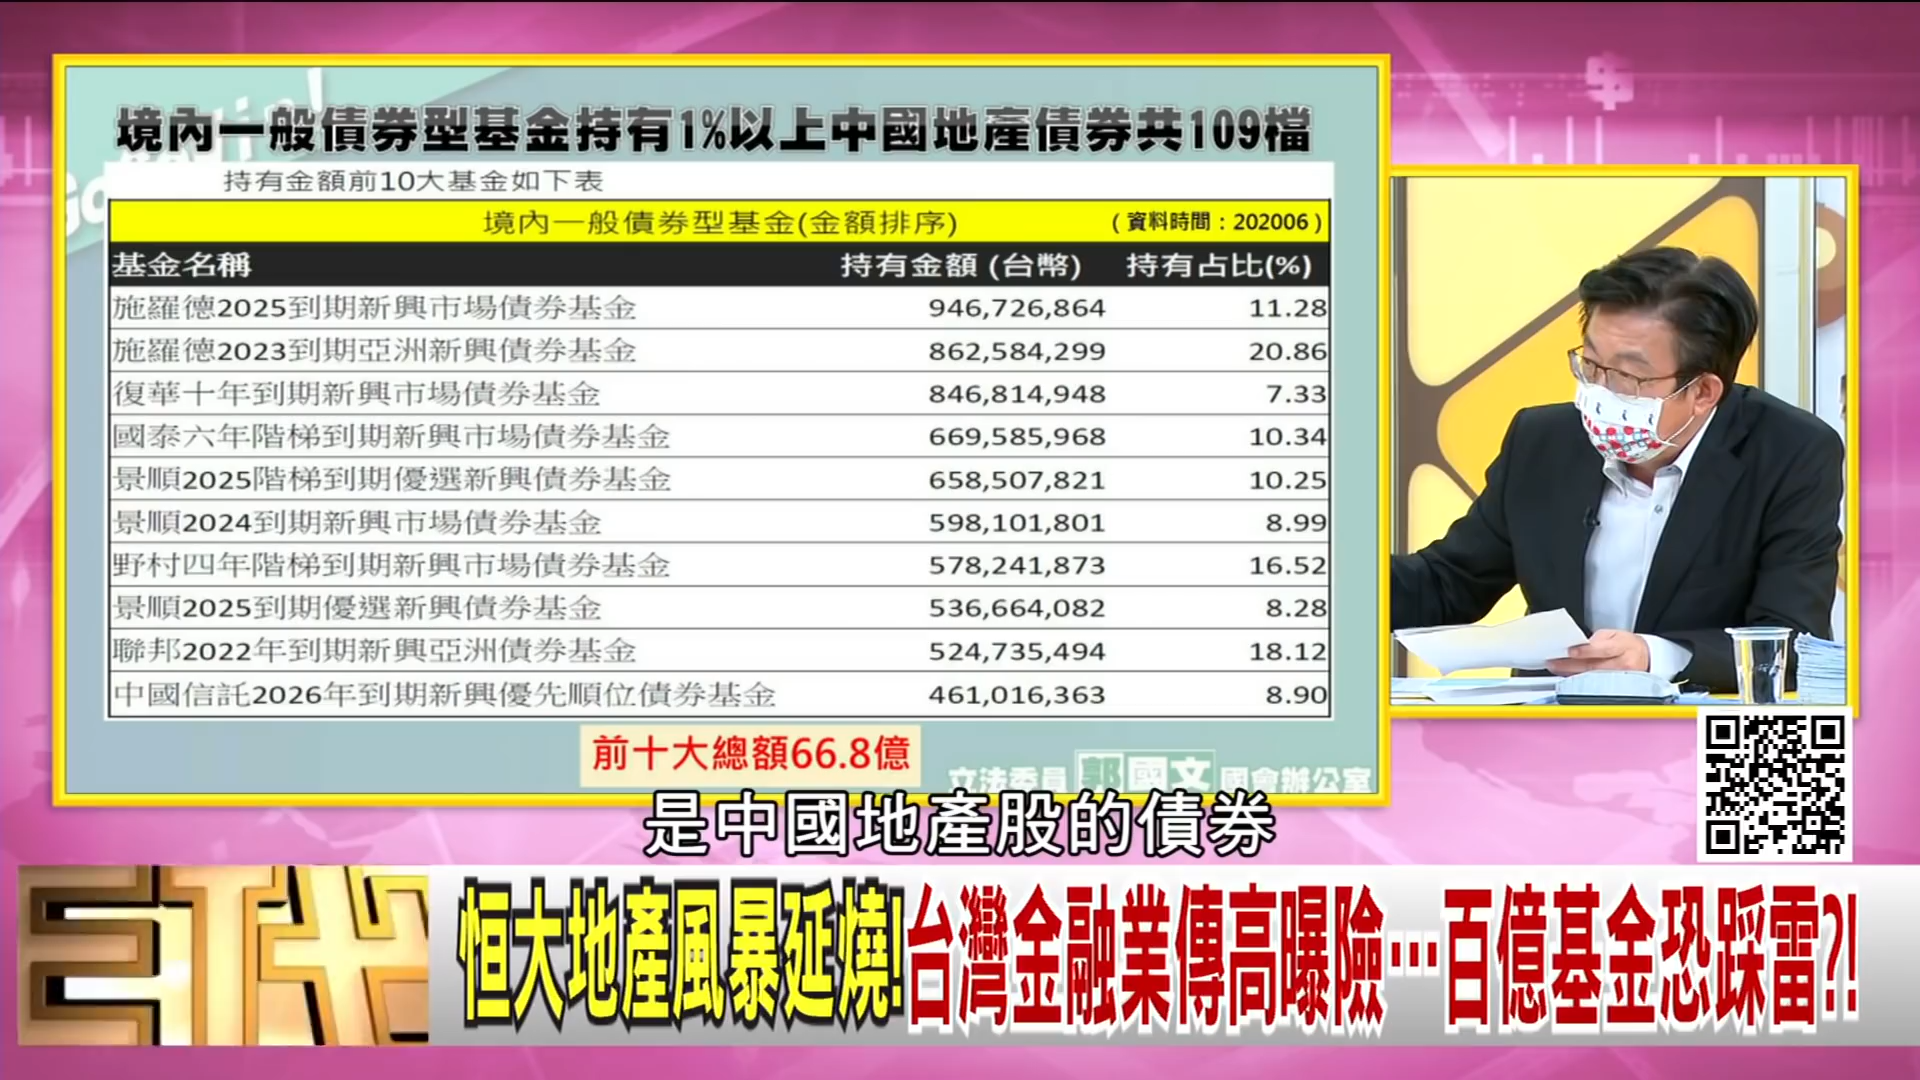 境內一般債券型基金持有1%以上中國地產債券共109檔
持有金額前10大基金如下表
境內一般債券型基金(金額排序) (資料時間：202006)
基金名稱 持有金額 (台幣) 持有占比(%)
施羅德2025到期新興市場債券基金 946,726,864 11.28
施羅德2023到期亞洲新興債券基金 862,584,299 20.86
復華十年到期新興市場債券基金 846,814,948 7.33
國泰六年階梯到期新興市場債券基金 669,585,968 10.34
景順2025階梯到期優選新興債券基金 658,507,821 10.25
景順2024到期新興市場債券基金 598,101,801 8.99
野村四年階梯到期新興市場債券基金 578,241,873 16.52
景順2025到期優選新興債券基金 536,664,082 8.28
聯邦2022年到期新興亞洲債券基金 524,735,494 18.12
中國信託2026年到期新興優先順位債券基金 461,016,363 8.90
前十大總額66.8億
立法委員 郭國文 國會辦公室
是中國地產股的債券
恒大地產風暴延燒!台灣金融業傳高曝險…百億基金恐踩雷?!